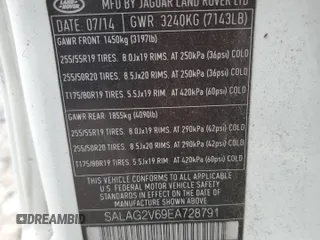 LAND ROVER
MFD BY JAGUAR LAND ROVER LTD
DATE: 07/14 GWR 3240KG (7143LB)
GAWR FRONT 1450kg (3197lb)
255/55R19 TIRES. 8.0Jx19 RIMS. AT 250kPa (36psi) COLD
255/50R20 TIRES. 8.5Jx20 RIMS. AT 250kPa (36psi) COLD
T175/80R19 TIRES 5.5Jx19 RIM. AT 420kPa (60psi) COLD
GAWR REAR 1855kg (4090lb)
255/55R19 TIRES. 8.0Jx19 RIMS. AT 290kPa (42psi) COLD
255/50R20 TIRES 8.5Jx20 RIMS. AT 290kPa (42psi) COLD
T175/80R19 TIRES 5.5Jx19 RIM. AT 420kPa (60psi) COLD
THIS VEHICLE CONFORMS TO ALL APPLICABLE
U.S. FEDERAL MOTOR VEHICLE SAFETY
STANDARDS IN EFFECT ON THE DATE OF
MANUFACTURE SHOWN ABOVE
SALAG2V69EA728791